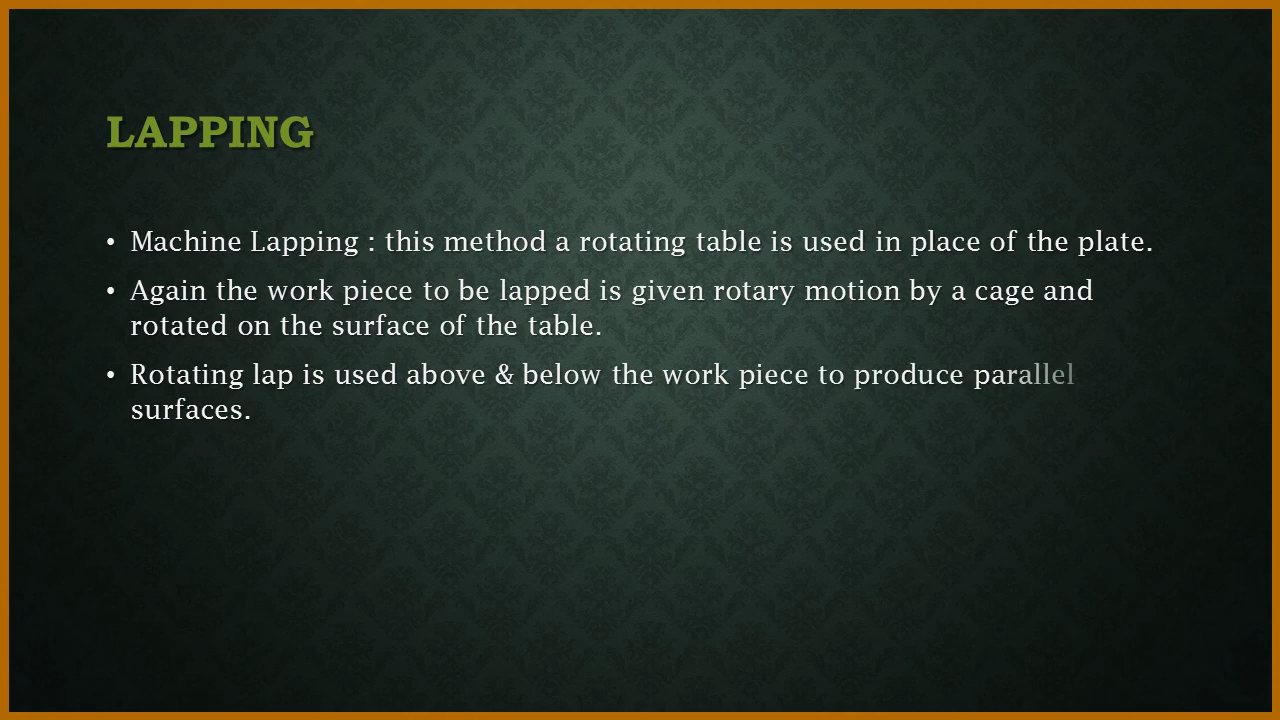 LAPPING
• Machine Lapping : this method a rotating table is used in place of the plate.
• Again the work piece to be lapped is given rotary motion by a cage and
rotated on the surface of the table.
• Rotating lap is used above & below the work piece to produce parallel
surfaces.